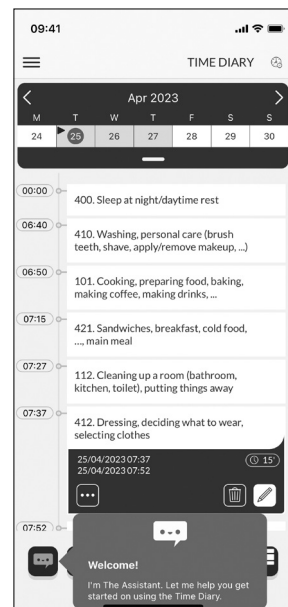 09:41
TIME DIARY
Apr 2023
M T W T F S S
24 25 26 27 28 29 30
00:00
400. Sleep at night/daytime rest
06:40
410. Washing, personal care (brush
teeth, shave, apply/remove makeup, ...)
06:50
101. Cooking, preparing food, baking,
making coffee, making drinks, ...
07:15
421. Sandwiches, breakfast, cold food,
..., main meal
07:27
112. Cleaning up a room (bathroom,
kitchen, toilet), putting things away
07:37
412. Dressing, deciding what to wear,
selecting clothes
25/04/2023 07:37
25/04/2023 07:52
15'
07:52
Welcome!
I'm The Assistant. Let me help you get
started on using the Time Diary.